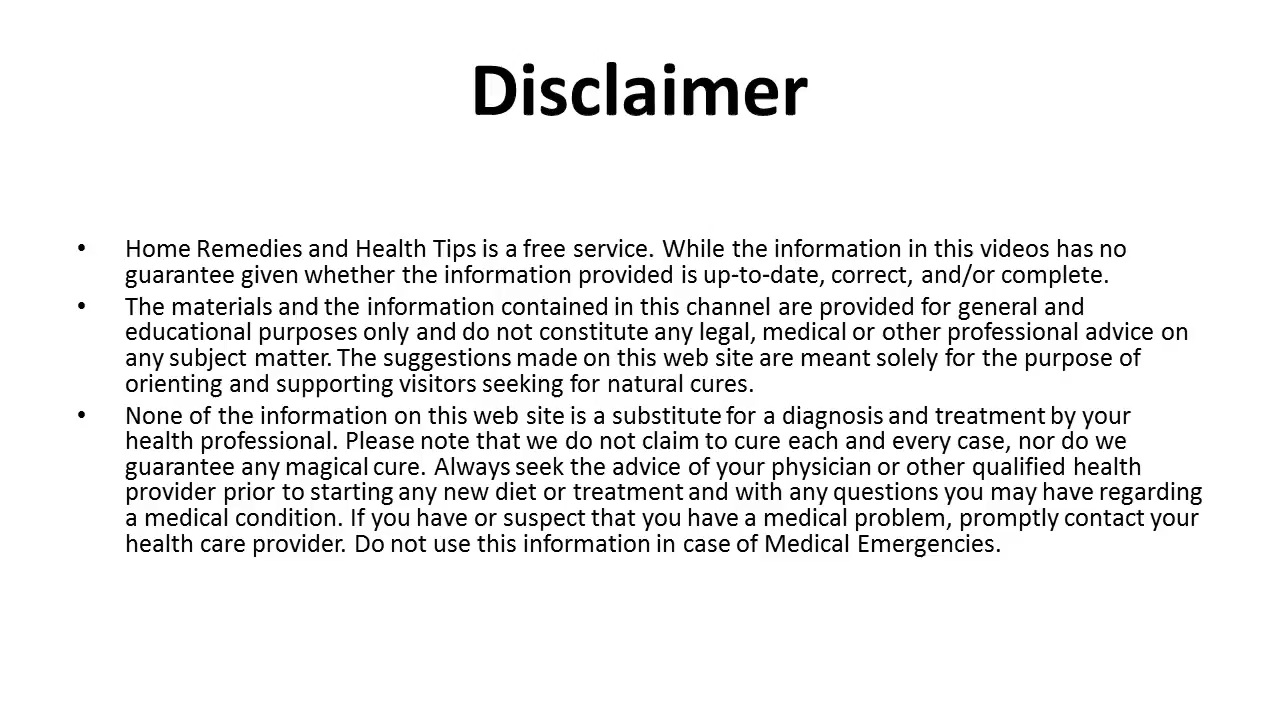 Disclaimer
• Home Remedies and Health Tips is a free service. While the information in this videos has no
guarantee given whether the information provided is up-to-date, correct, and/or complete.
• The materials and the information contained in this channel are provided for general and
educational purposes only and do not constitute any legal, medical or other professional advice on
any subject matter. The suggestions made on this web site are meant solely for the purpose of
orienting and supporting visitors seeking for natural cures.
• None of the information on this web site is a substitute for a diagnosis and treatment by your
health professional. Please note that we do not claim to cure each and every case, nor do we
guarantee any magical cure. Always seek the advice of your physician or other qualified health
provider prior to starting any new diet or treatment and with any questions you may have regarding
a medical condition. If you have or suspect that you have a medical problem, promptly contact your
health care provider. Do not use this information in case of Medical Emergencies.